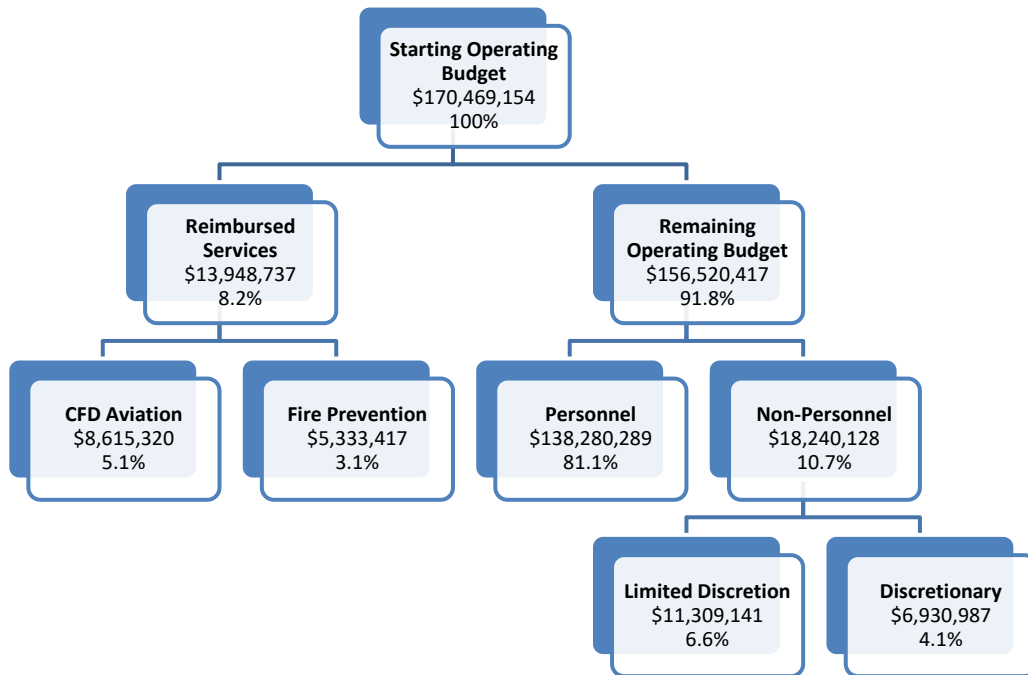 Starting Operating
Budget
$170,469,154
100%
Reimbursed
Services
$13,948,737
8.2%
Remaining
Operating Budget
$156,520,417
91.8%
CFD Aviation
$8,615,320
5.1%
Fire Prevention
$5,333,417
3.1%
Personnel
$138,280,289
81.1%
Non-Personnel
$18,240,128
10.7%
Limited Discretion
$11,309,141
6.6%
Discretionary
$6,930,987
4.1%